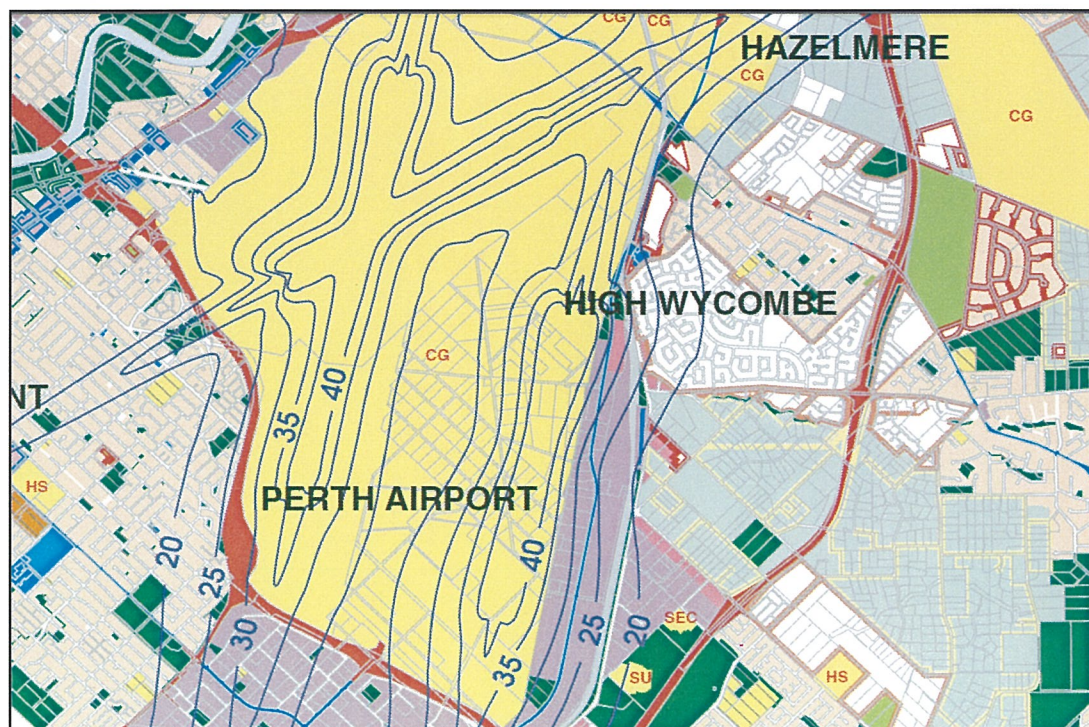 CG
CG
HAZELMERE
CG
CG
HIGH WYCOMBE
CG
40
NT
35
HS
PERTH AIRPORT
20
40
25
30
25
20
SEC
35
SU
HS